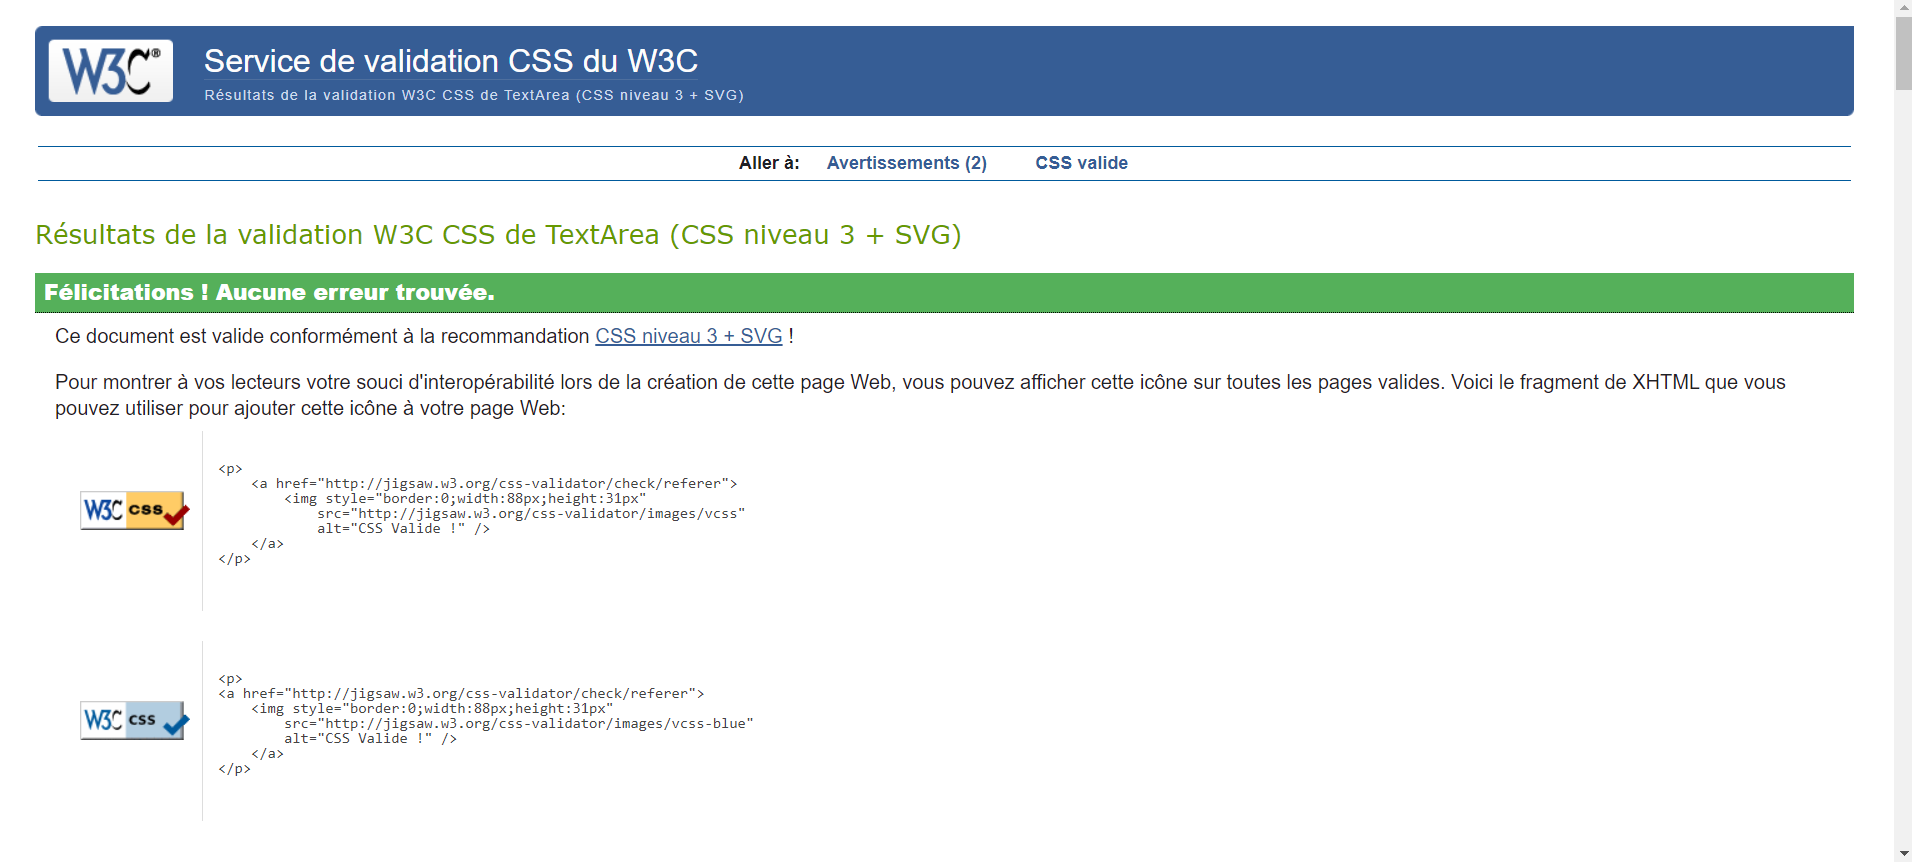 W3C® Service de validation CSS du W3C
Résultats de la validation W3C CSS de TextArea (CSS niveau 3 + SVG)
Aller à: Avertissements (2) CSS valide
Résultats de la validation W3C CSS de TextArea (CSS niveau 3 + SVG)
Félicitations ! Aucune erreur trouvée.
Ce document est valide conformément à la recommandation CSS niveau 3 + SVG !
Pour montrer à vos lecteurs votre souci d'interopérabilité lors de la création de cette page Web, vous pouvez afficher cette icône sur toutes les pages valides. Voici le fragment de XHTML que vous
pouvez utiliser pour ajouter cette icône à votre page Web:
W3C css
<p>
<a href="http://jigsaw.w3.org/css-validator/check/referer">
<img style="border:0;width:88px;height:31px"
src="http://jigsaw.w3.org/css-validator/images/vcss"
alt="CSS Valide !" />
</a>
</p>
W3C css
<p>
<a href="http://jigsaw.w3.org/css-validator/check/referer">
<img style="border:0;width:88px;height:31px"
src="http://jigsaw.w3.org/css-validator/images/vcss-blue"
alt="CSS Valide !" />
</a>
</p>